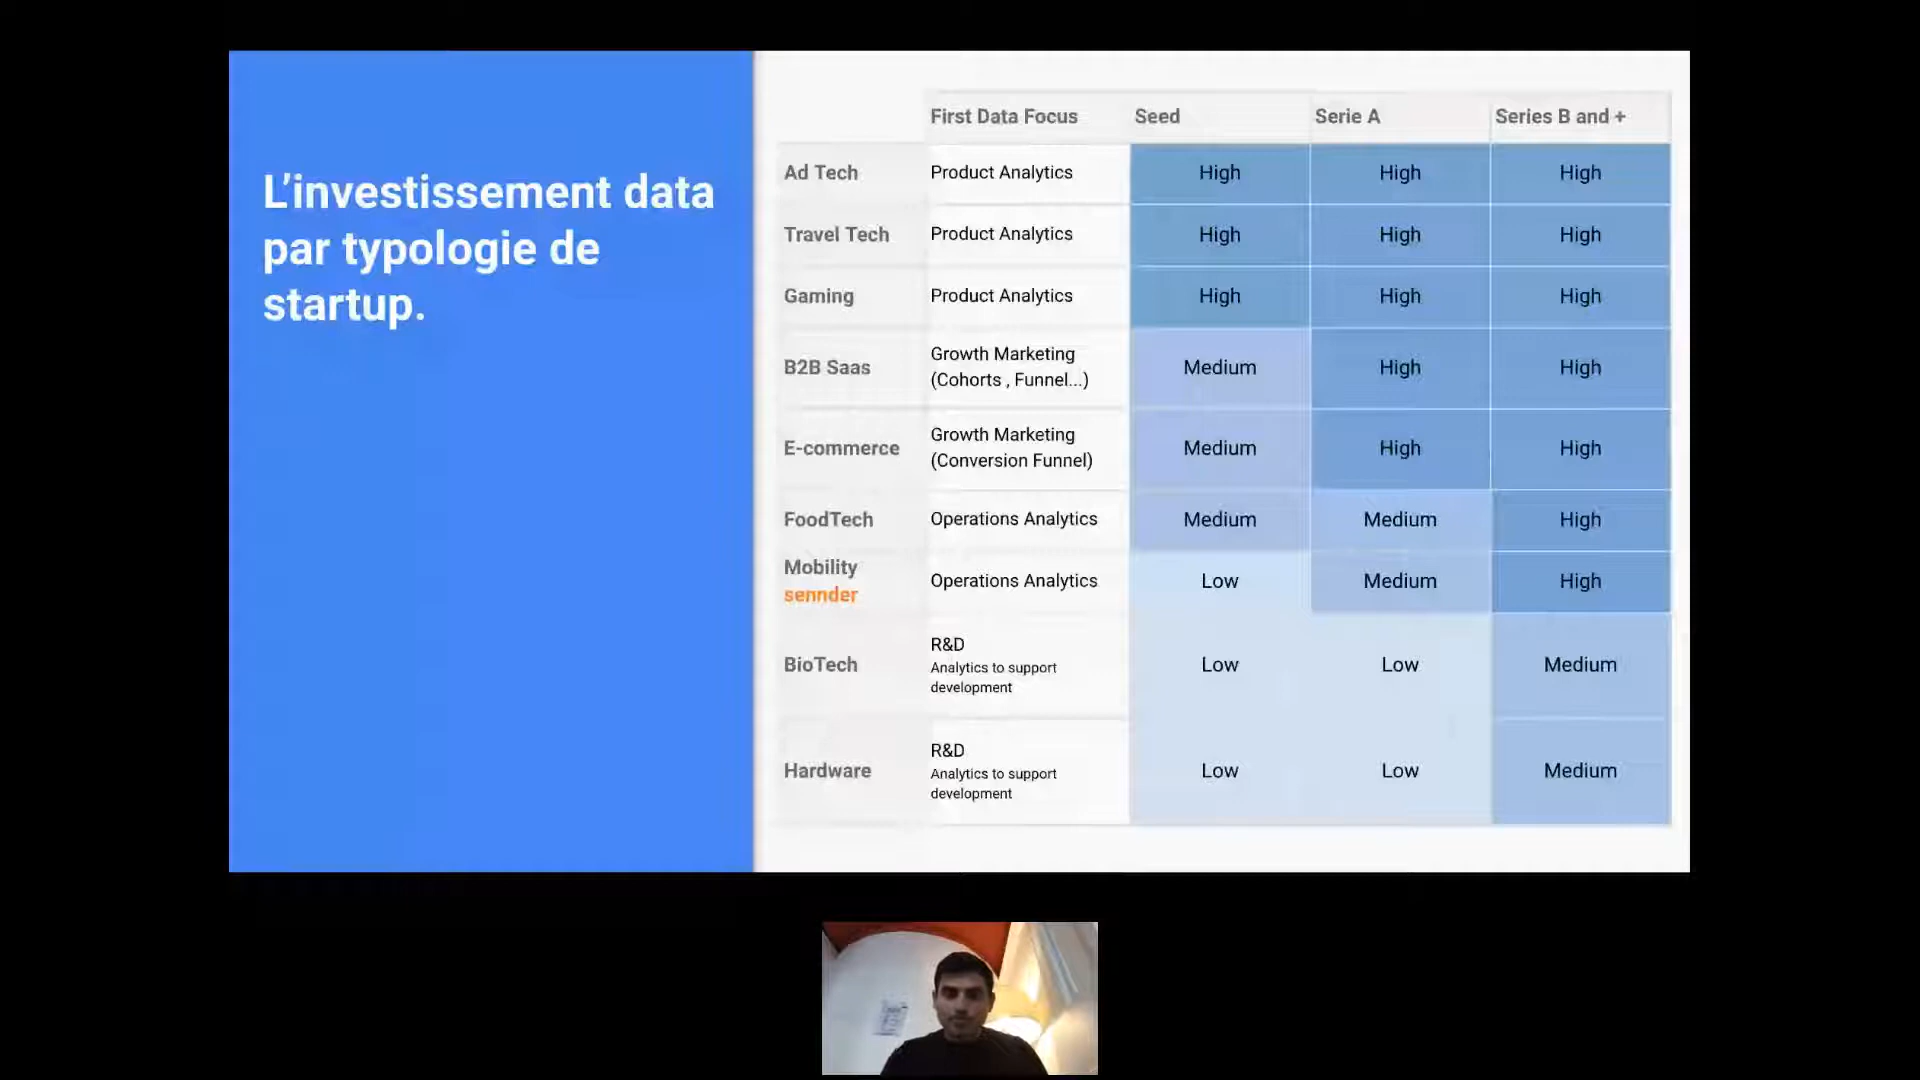 L’investissement data
par typologie de
startup.
First Data Focus Seed Serie A Series B and +
Ad Tech Product Analytics High High High
Travel Tech Product Analytics High High High
Gaming Product Analytics High High High
B2B Saas Growth Marketing (Cohorts , Funnel...) Medium High High
E-commerce Growth Marketing (Conversion Funnel) Medium High High
FoodTech Operations Analytics Medium Medium High
Mobility sennder Operations Analytics Low Medium High
BioTech R&D Analytics to support development Low Low Medium
Hardware R&D Analytics to support development Low Low Medium